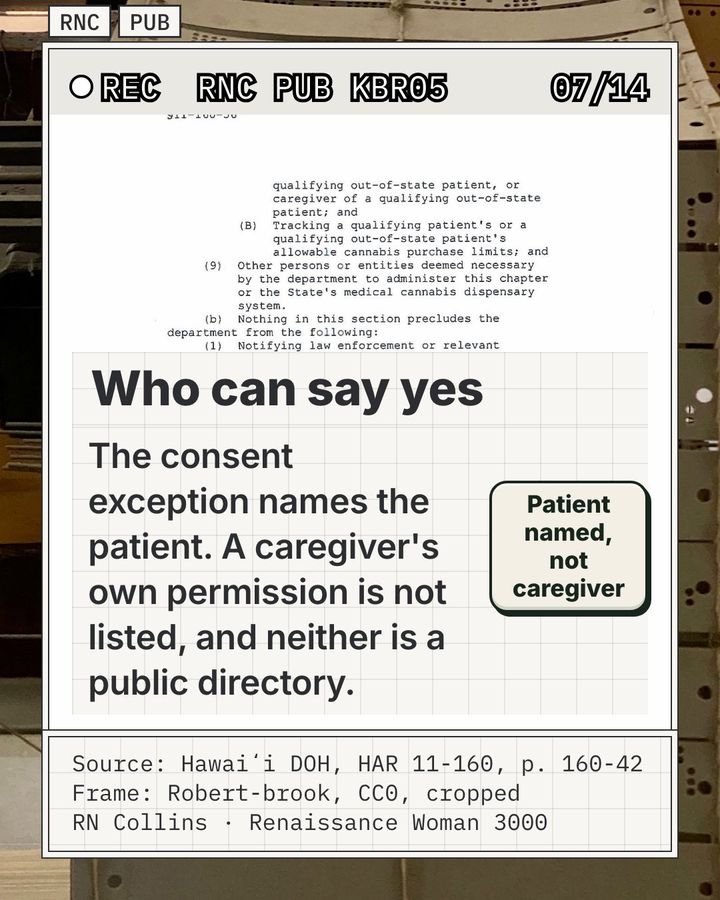 RNC PUB
REC RNC PUB KBR05 07/14
qualifying out-of-state patient, or
caregiver of a qualifying out-of-state
patient; and
(B) Tracking a qualifying patient's or a
qualifying out-of-state patient's
allowable cannabis purchase limits; and
(9) Other persons or entities deemed necessary
by the department to administer this chapter
or the State's medical cannabis dispensary
system.
(b) Nothing in this section precludes the
department from the following:
(1) Notifying law enforcement or relevant
Who can say yes
The consent
exception names the
patient. A caregiver's
own permission is not
listed, and neither is a
public directory.
Patient
named,
not
caregiver
Source: Hawaiʻi DOH, HAR 11-160, p. 160-42
Frame: Robert-brook, CC0, cropped
RN Collins · Renaissance Woman 3000